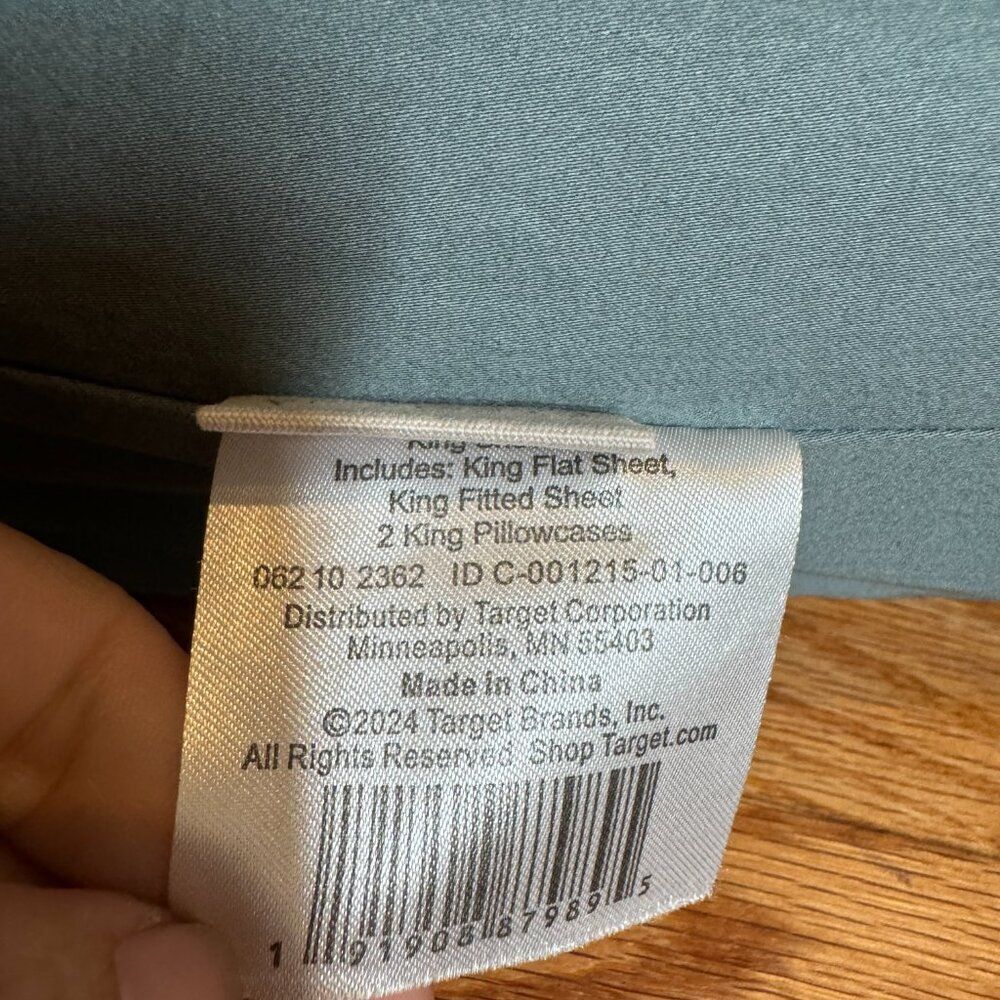 King
Includes: King Flat Sheet,
King Fitted Sheet
2 King Pillowcases
062 10 2362 ID C-001215-01-006
Distributed by Target Corporation
Minneapolis, MN 55403
Made in China
©2024 Target Brands, Inc.
All Rights Reserved Shop Target.com
1 91908 87989 5